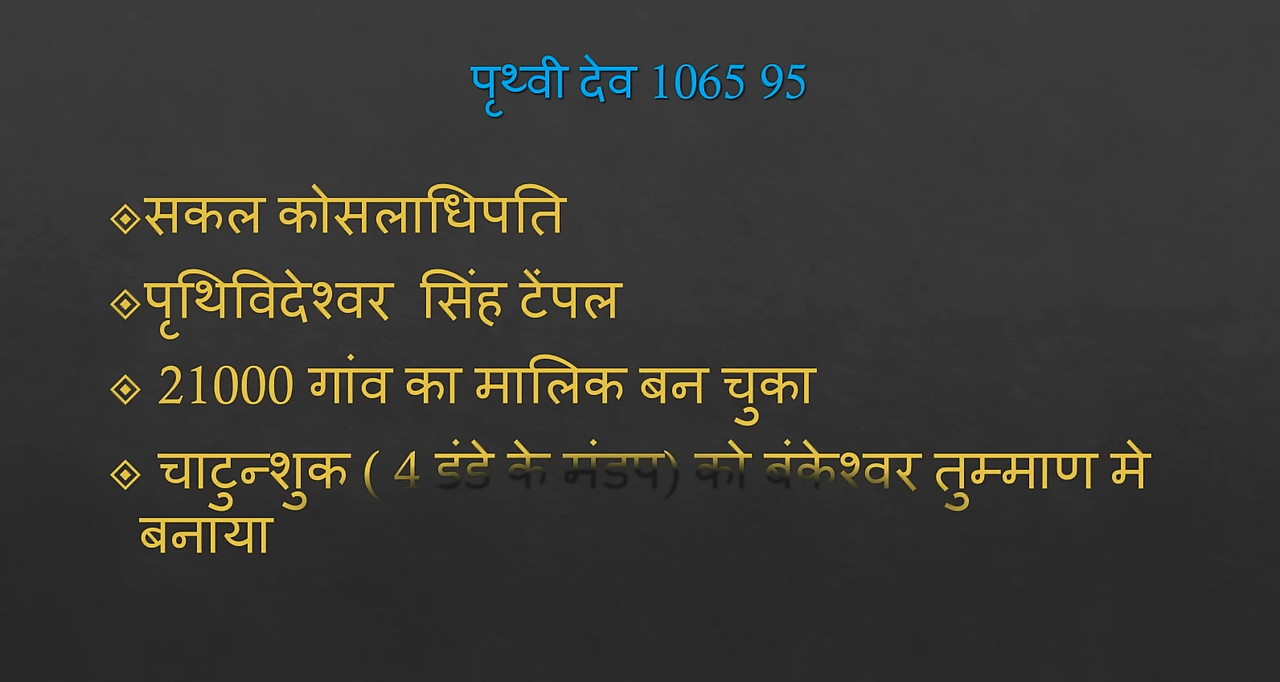 पृथ्वी देव 1065 95
सकल कोसलाधिपति
पृथिविदेश्वर सिंह टेंपल
21000 गांव का मालिक बन चुका
चाटुन्शुक ( 4 डंडे के मंडप) को बंकेश्वर तुम्माण मे
बनाया